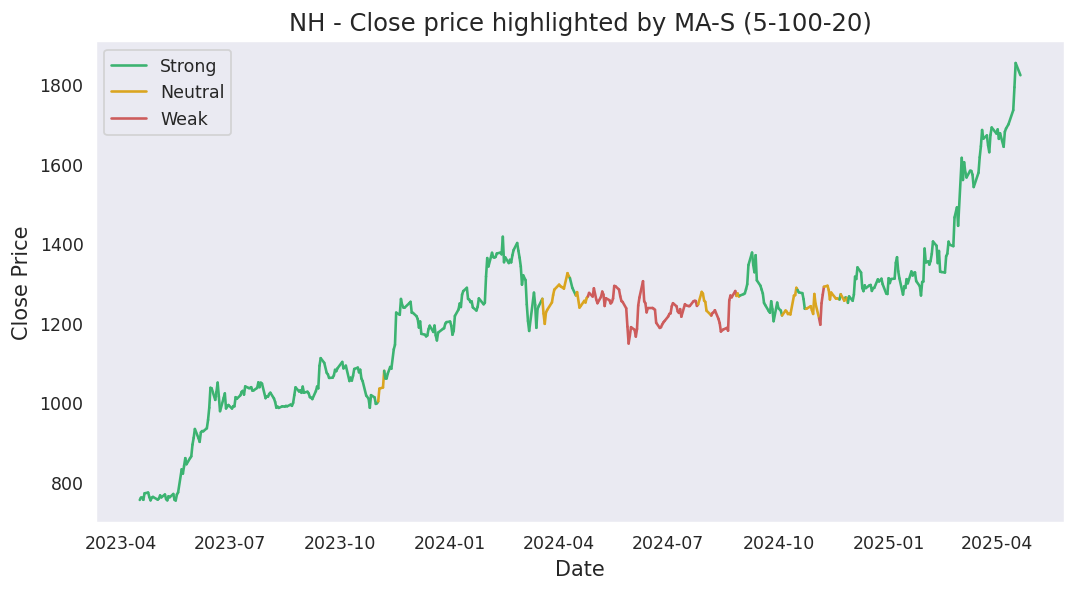 NH - Close price highlighted by MA-S (5-100-20)
Strong
Neutral
Weak
Close Price
1800
1600
1400
1200
1000
800
2023-04 2023-07 2023-10 2024-01 2024-04 2024-07 2024-10 2025-01 2025-04
Date